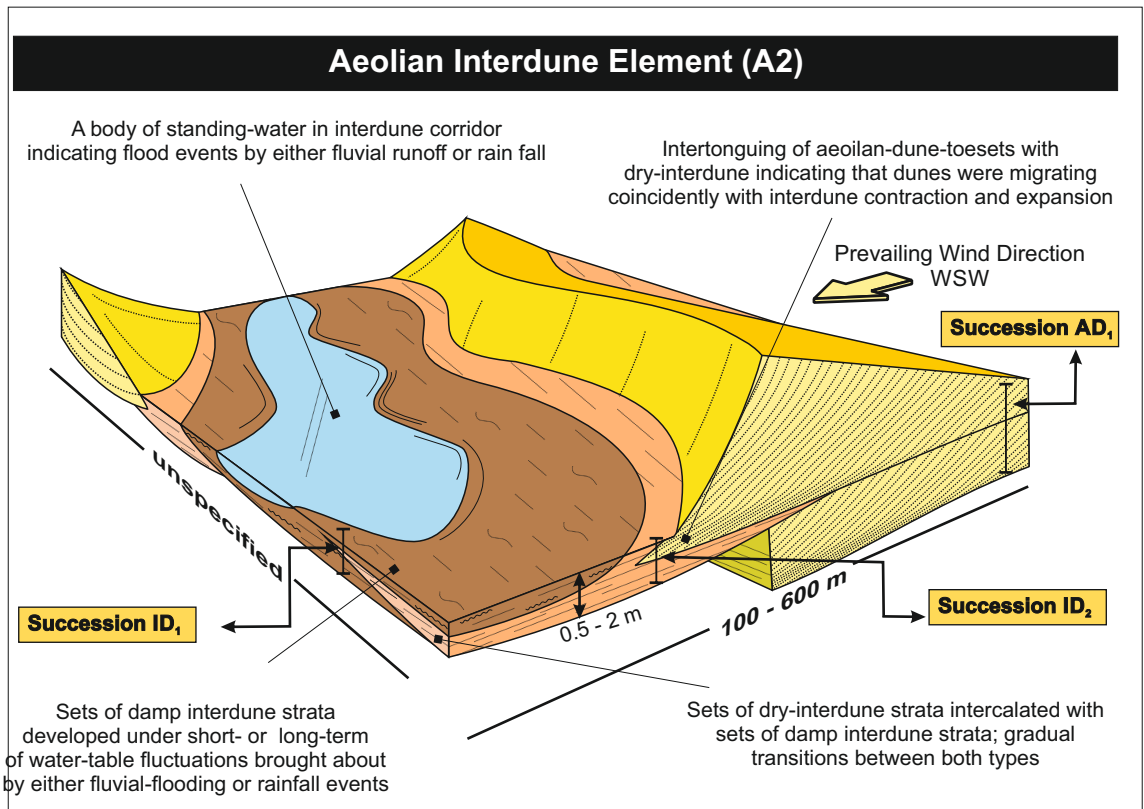 Aeolian Interdune Element (A2)
A body of standing-water in interdune corridor
indicating flood events by either fluvial runoff or rain fall
Intertonguing of aeoilan-dune-toesets with
dry-interdune indicating that dunes were migrating
coincidently with interdune contraction and expansion
Prevailing Wind Direction
WSW
Succession AD₁
unspecified
Succession ID₁
0.5 - 2 m
100 - 600 m
Succession ID₂
Sets of damp interdune strata
developed under short- or long-term
of water-table fluctuations brought about
by either fluvial-flooding or rainfall events
Sets of dry-interdune strata intercalated with
sets of damp interdune strata; gradual
transitions between both types